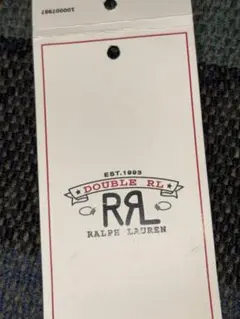 EST.1993
DOUBLE RL
RRL
RALPH LAUREN